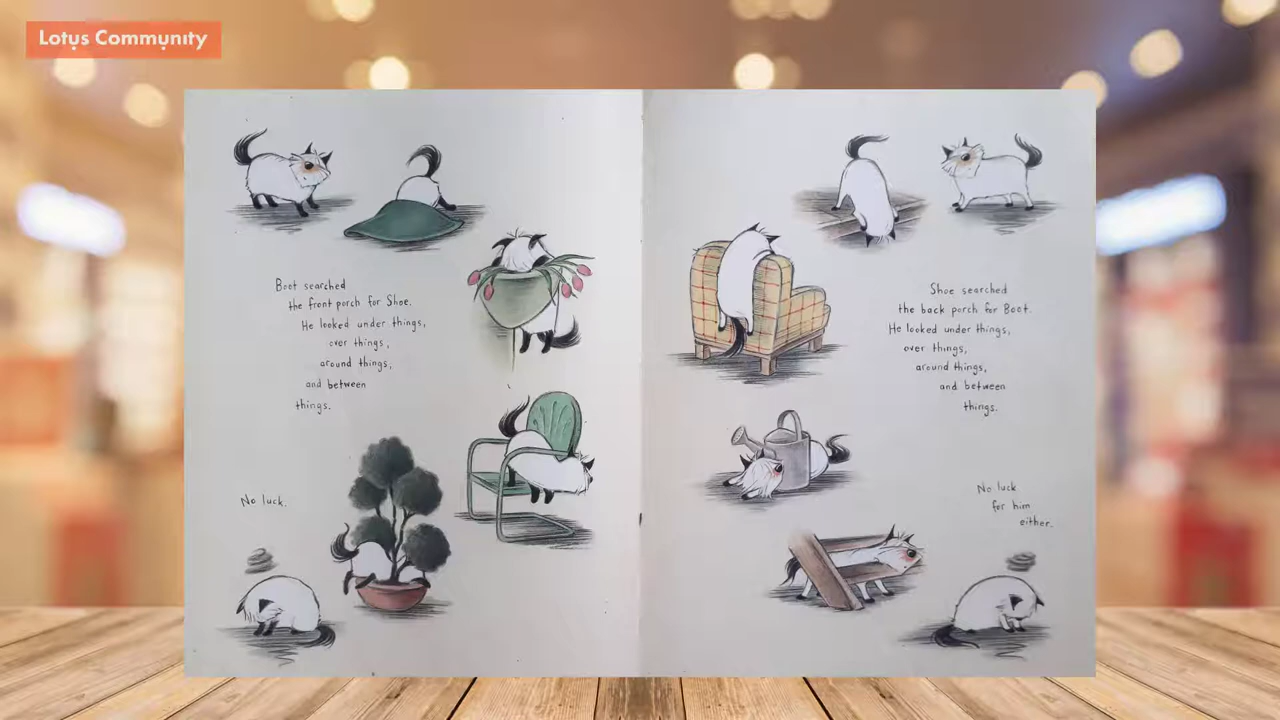 Lotus Community
Boot searched
the front porch for Shoe.
He looked under things,
over things,
around things,
and between
things.
No luck.
Shoe searched
the back porch for Boot.
He looked under things,
over things,
around things,
and between
things.
No luck
for him
either.